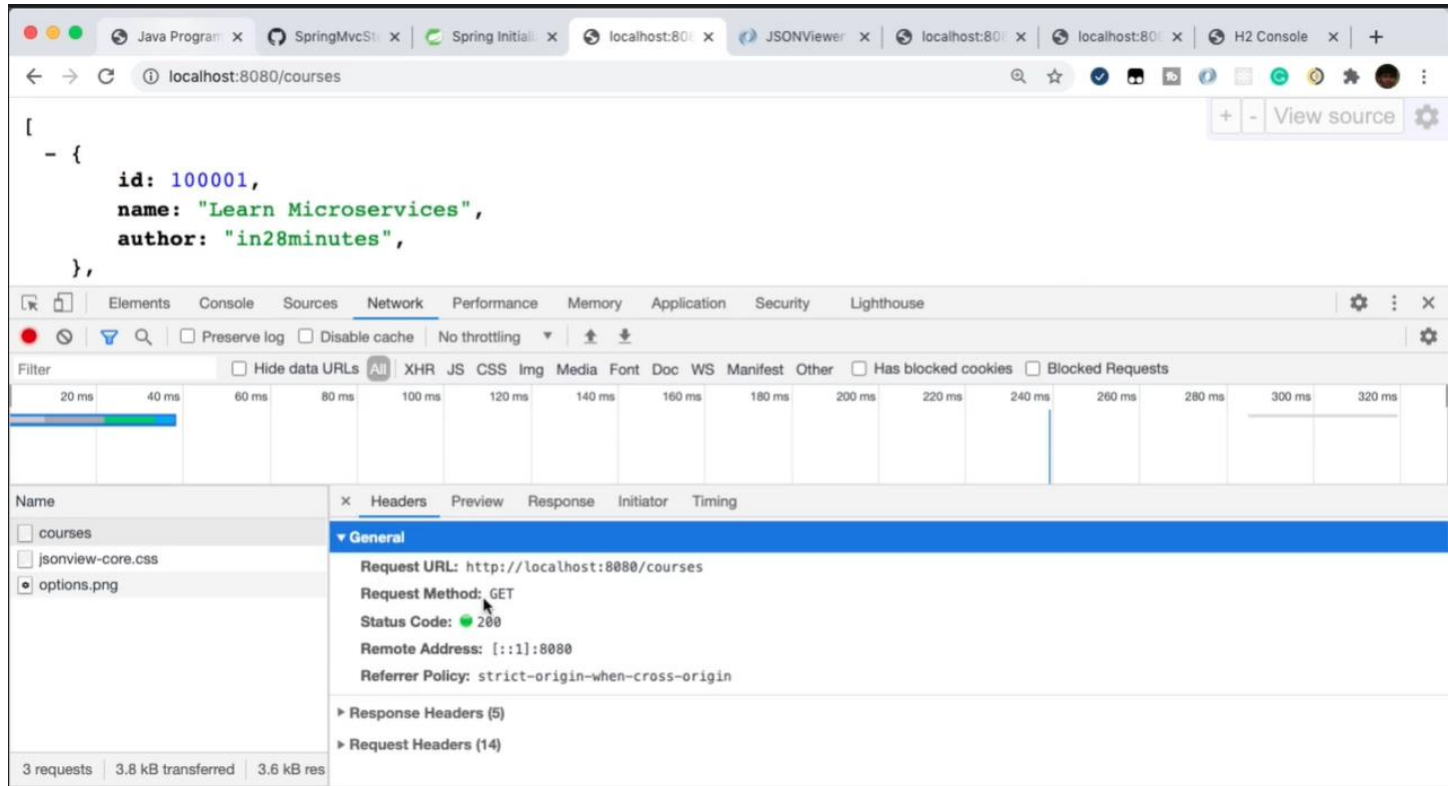 Java Program SpringMvcSt Spring Initiali localhost:808 JSONViewer localhost:808 localhost:808 H2 Console
localhost:8080/courses
[
+ - View source
- {
id: 100001,
name: "Learn Microservices",
author: "in28minutes",
},
Elements Console Sources Network Performance Memory Application Security Lighthouse
Preserve log Disable cache No throttling
Filter Hide data URLs All XHR JS CSS Img Media Font Doc WS Manifest Other Has blocked cookies Blocked Requests
20 ms 40 ms 60 ms 80 ms 100 ms 120 ms 140 ms 160 ms 180 ms 200 ms 220 ms 240 ms 260 ms 280 ms 300 ms 320 ms
Name
Headers Preview Response Initiator Timing
courses
jsonview-core.css
options.png
General
Request URL: http://localhost:8080/courses
Request Method: GET
Status Code: 200
Remote Address: [::1]:8080
Referrer Policy: strict-origin-when-cross-origin
Response Headers (5)
Request Headers (14)
3 requests 3.8 kB transferred 3.6 kB res